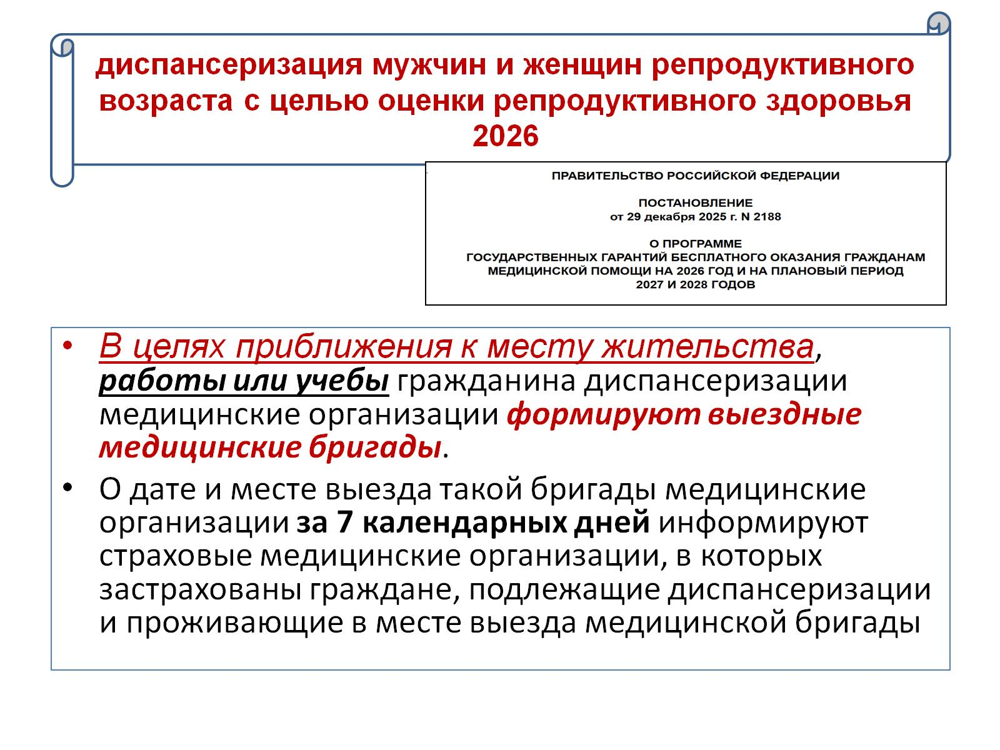 диспансеризация мужчин и женщин репродуктивного
возраста с целью оценки репродуктивного здоровья
2026
ПРАВИТЕЛЬСТВО РОССИЙСКОЙ ФЕДЕРАЦИИ
ПОСТАНОВЛЕНИЕ
от 29 декабря 2025 г. N 2188
О ПРОГРАММЕ
ГОСУДАРСТВЕННЫХ ГАРАНТИЙ БЕСПЛАТНОГО ОКАЗАНИЯ ГРАЖДАНАМ
МЕДИЦИНСКОЙ ПОМОЩИ НА 2026 ГОД И НА ПЛАНОВЫЙ ПЕРИОД
2027 И 2028 ГОДОВ
• В целях приближения к месту жительства,
работы или учебы гражданина диспансеризации
медицинские организации формируют выездные
медицинские бригады.
• О дате и месте выезда такой бригады медицинские
организации за 7 календарных дней информируют
страховые медицинские организации, в которых
застрахованы граждане, подлежащие диспансеризации
и проживающие в месте выезда медицинской бригады